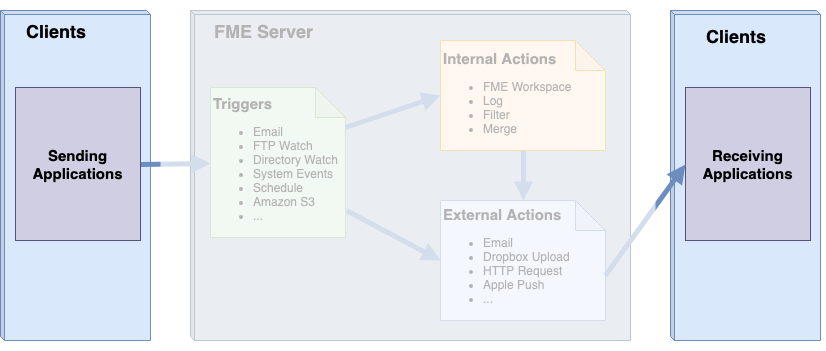 Clients
Sending
Applications
FME Server
Triggers
• Email
• FTP Watch
• Directory Watch
• System Events
• Schedule
• Amazon S3
• ...
Internal Actions
• FME Workspace
• Log
• Filter
• Merge
External Actions
• Email
• Dropbox Upload
• HTTP Request
• Apple Push
• ...
Clients
Receiving
Applications